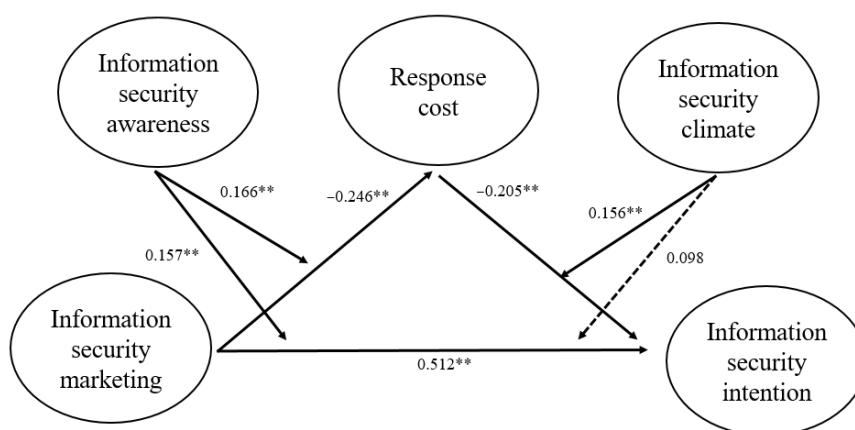 Information
security
awareness
Response
cost
Information
security
climate
0.166**
−0.246**
−0.205**
0.156**
0.157**
0.098
Information
security
marketing
0.512**
Information
security
intention